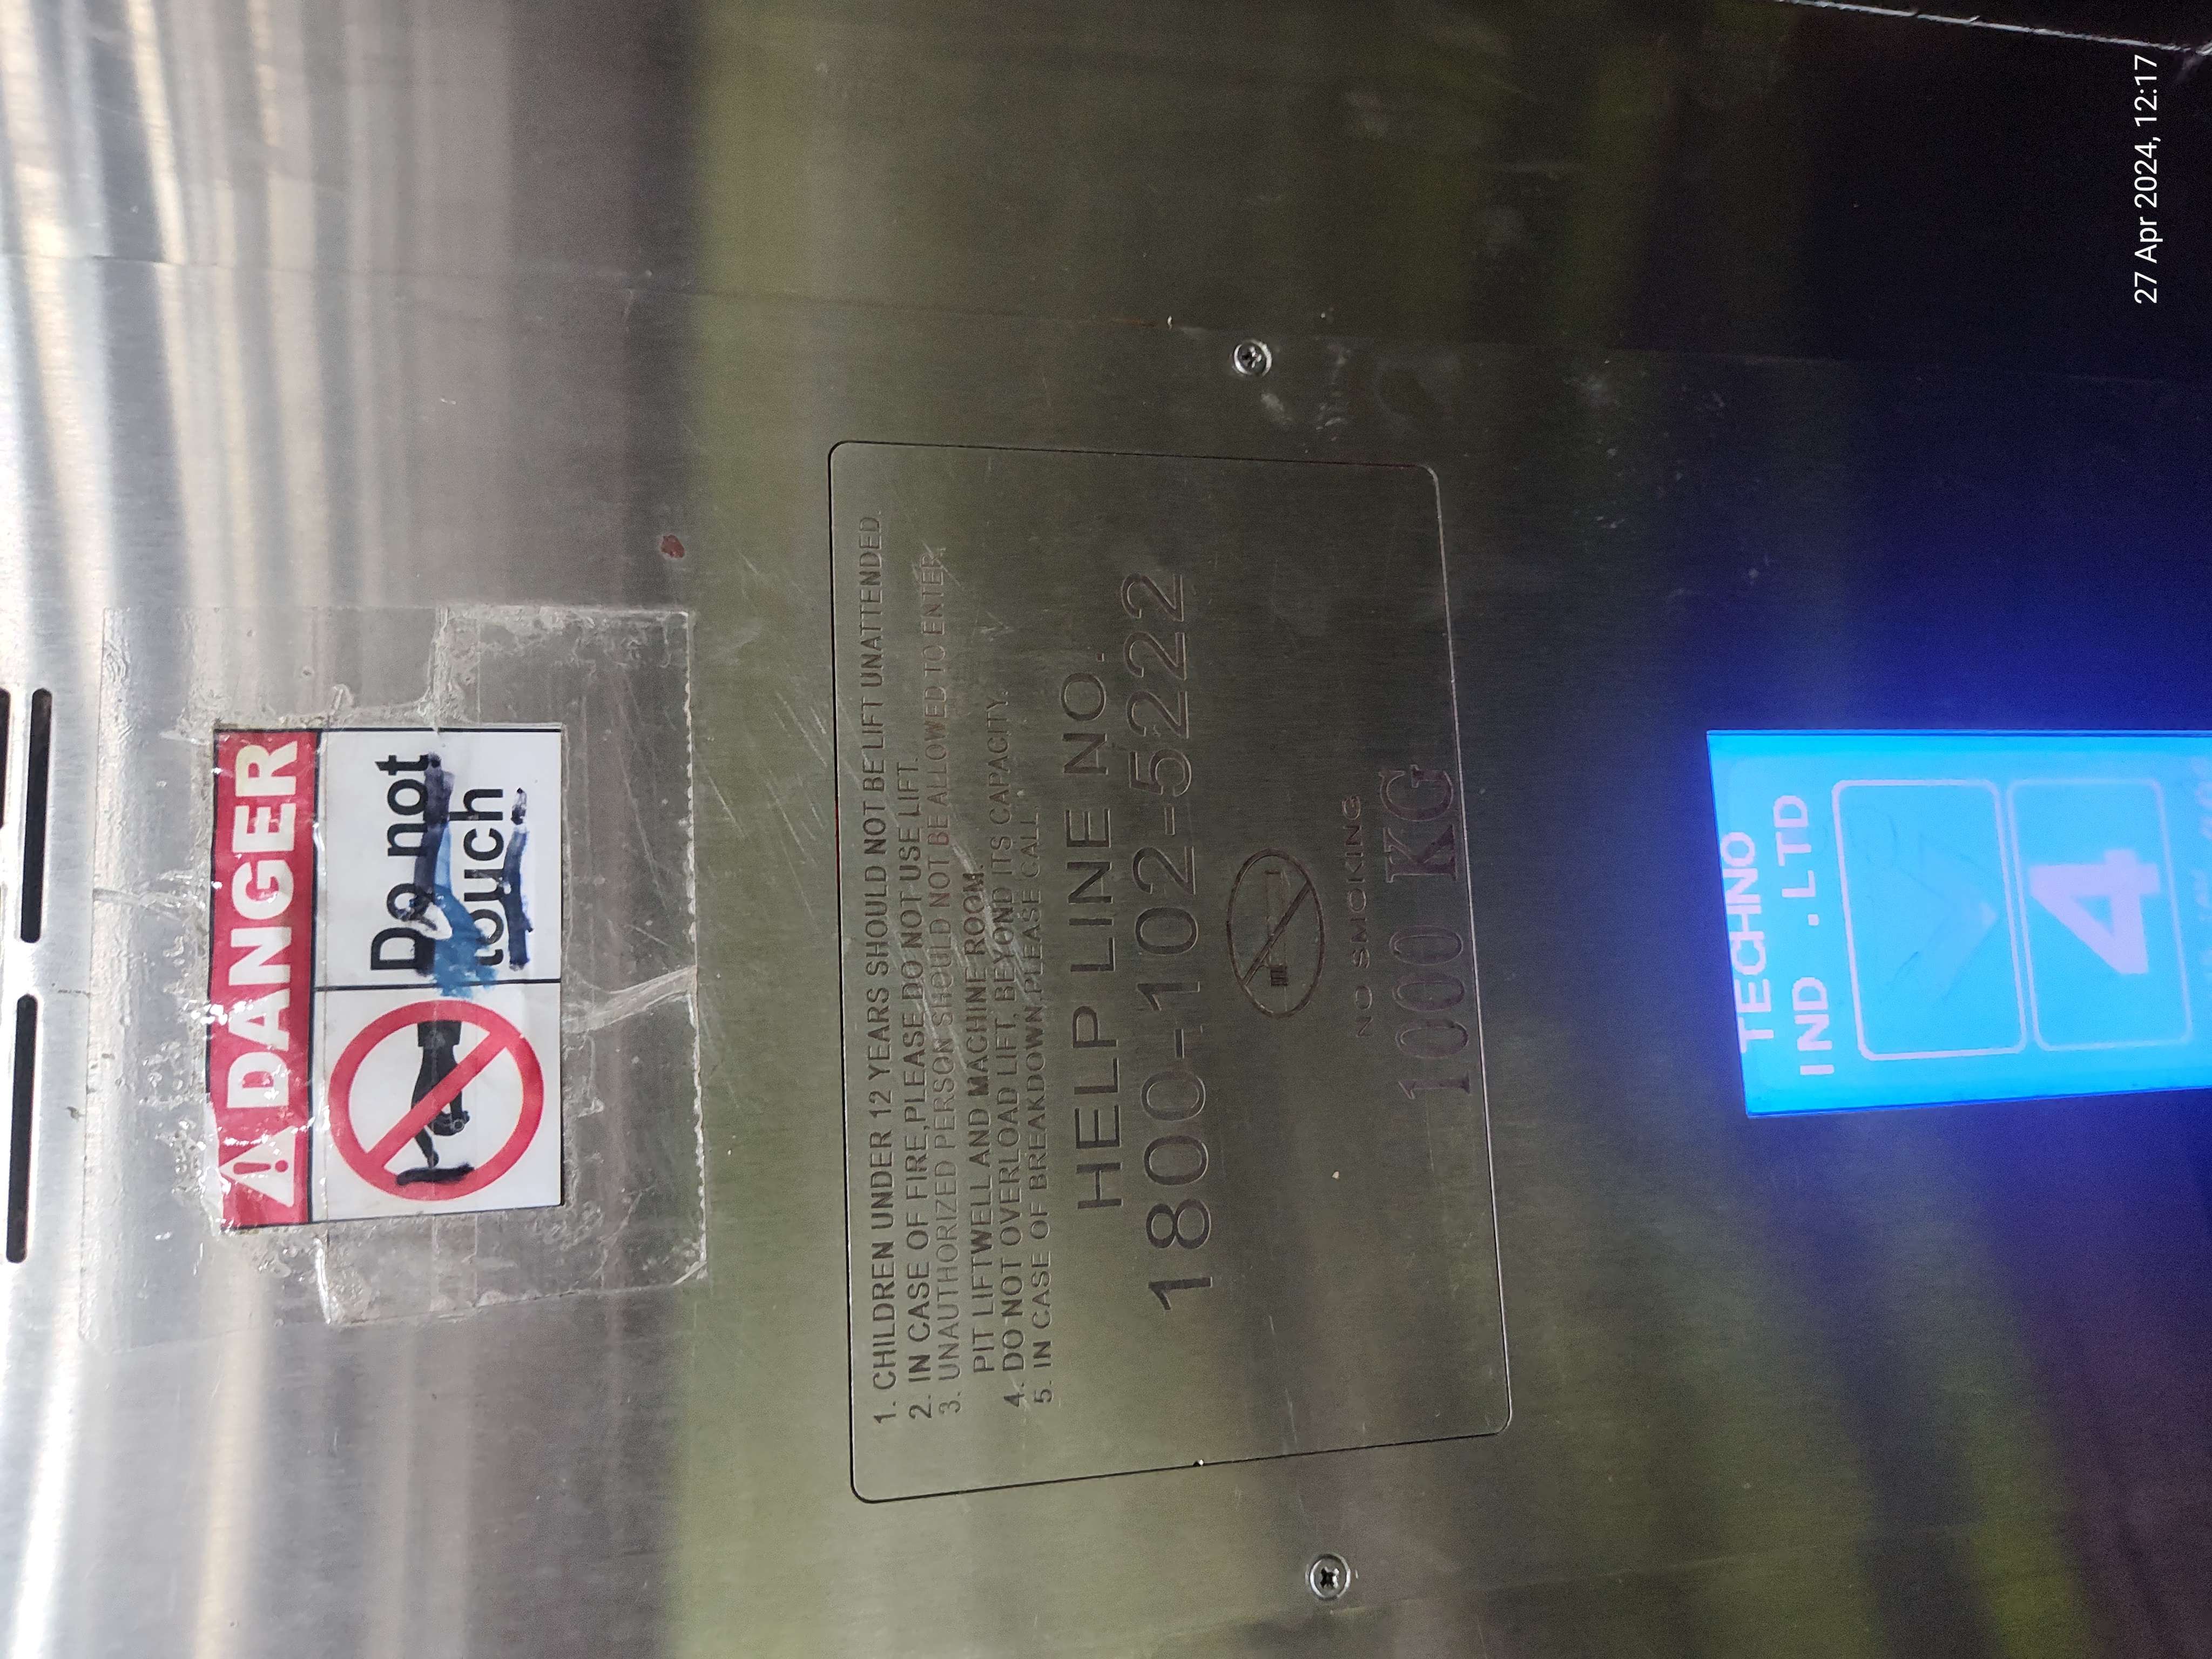 DANGER
Do not
touch
1. CHILDREN UNDER 12 YEARS SHOULD NOT BE LIFT UNATTENDED.
2. IN CASE OF FIRE,PLEASE DO NOT USE LIFT.
3. UNAUTHORIZED PERSON SHOULD NOT BE ALLOWED TO ENTER
PIT LIFTWELL AND MACHINE ROOM.
4. DO NOT OVERLOAD LIFT, BEYOND ITS CAPACITY.
5. IN CASE OF BREAKDOWN,PLEASE CALL.
HELP LINE NO.
1800-102-5222
NO SMOKING
1000 KG
TECHNO
IND .LTD
4
27 Apr 2024, 12:17